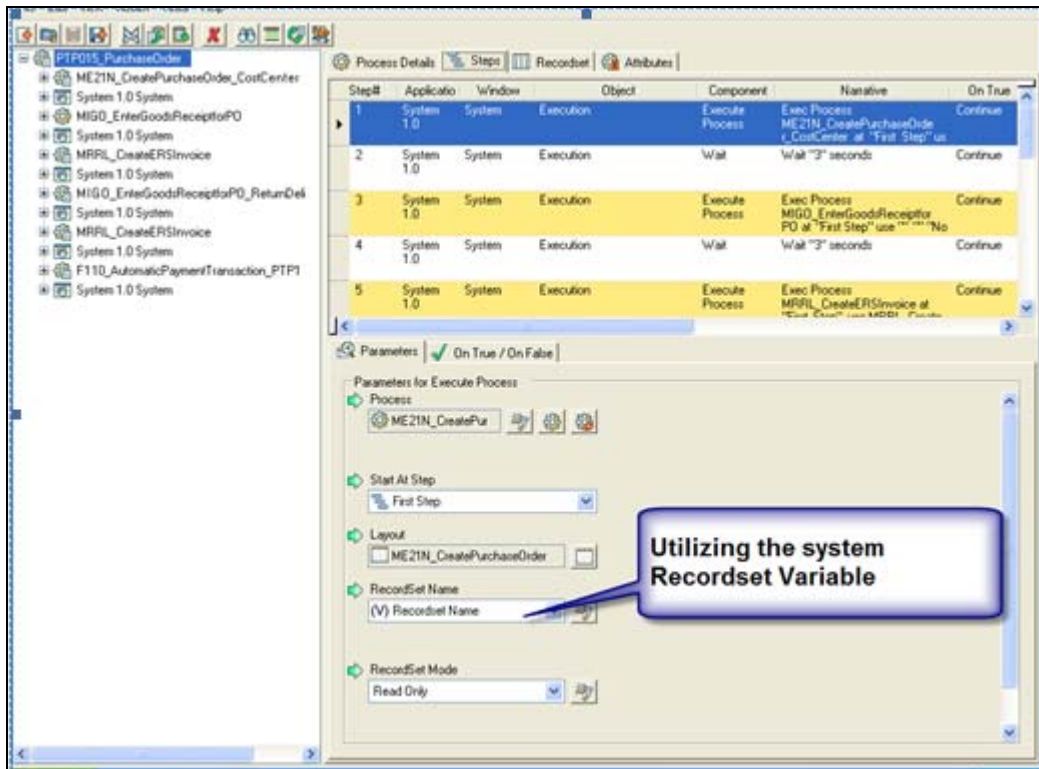 PTP015_PurchaseOrder
ME21N_CreatePurchaseOrder_CostCenter
System 1.0 System
MIGO_EnterGoodsReceiptforPO
System 1.0 System
MRRL_CreateERSInvoice
System 1.0 System
MIGO_EnterGoodsReceiptforPO_ReturnDeli
System 1.0 System
MRRL_CreateERSInvoice
System 1.0 System
F110_AutomaticPaymentTransaction_PTP1
System 1.0 System
Process Details Steps Recordset Attributes
Step# Applicatio Window Object Component Narrative On True
1 System 1.0 System Execution Execute Process Exec Process ME21N_CreatePurchaseOrde r_CostCenter at "First Step" us Continue
2 System 1.0 System Execution Wait Wait "3" seconds Continue
3 System 1.0 System Execution Execute Process Exec Process MIGO_EnterGoodsReceiptfor PO at "First Step" use "" "" "No Continue
4 System 1.0 System Execution Wait Wait "3" seconds Continue
5 System 1.0 System Execution Execute Process Exec Process MRRL_CreateERSInvoice at Continue
Parameters On True / On False
Parameters for Execute Process
Process
ME21N_CreatePur
Start At Step
First Step
Layout
ME21N_CreatePurchaseOrder
RecordSet Name
(V) Recordset Name
RecordSet Mode
Read Only
Utilizing the system
Recordset Variable